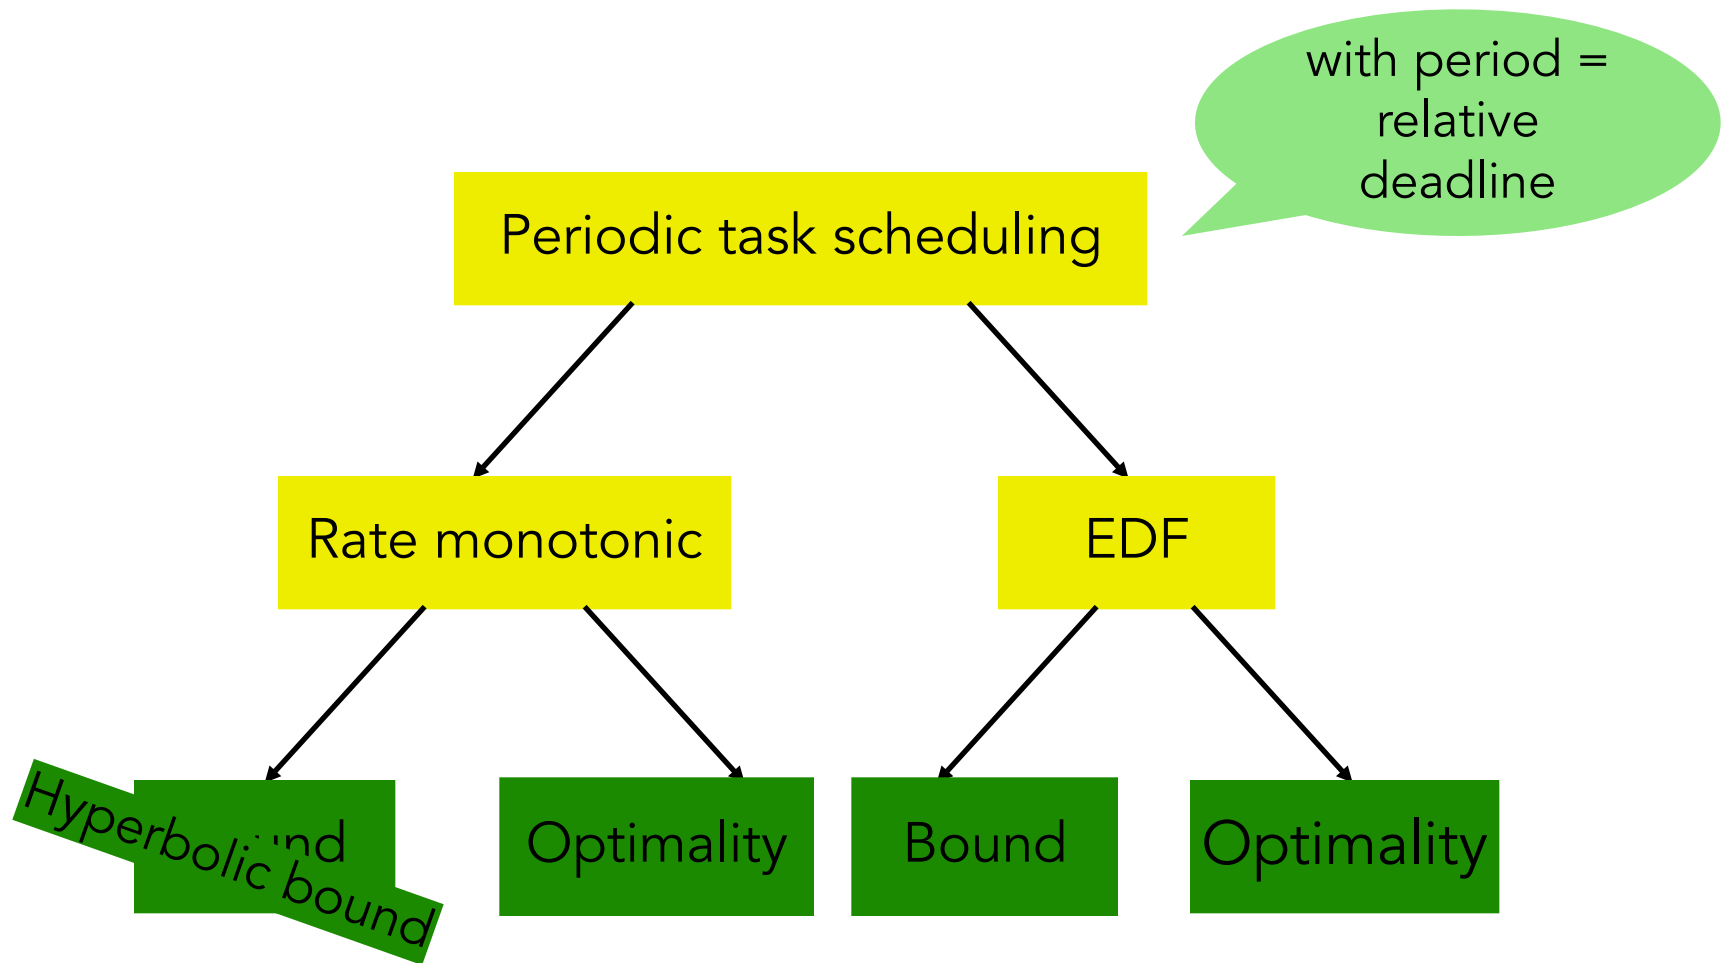 with period =
relative
deadline
Periodic task scheduling
Rate monotonic
EDF
Hyperbolic bound
Optimality
Bound
Optimality